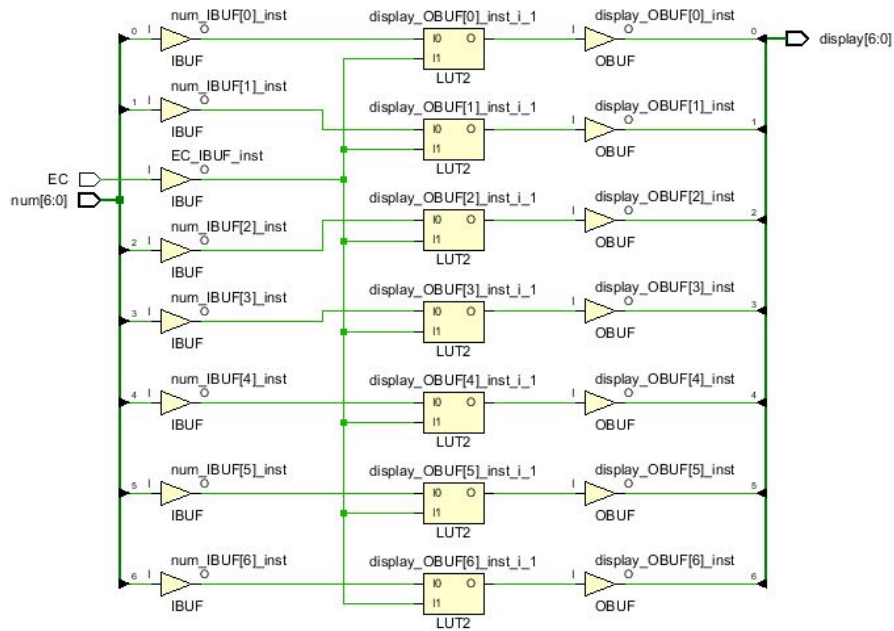 num_IBUF[0]_inst
display_OBUF[0]_inst_i_1
display_OBUF[0]_inst
0 I O IBUF
I0 O I1 LUT2
I O OBUF 0
display[6:0]
num_IBUF[1]_inst
display_OBUF[1]_inst_i_1
display_OBUF[1]_inst
1 I O IBUF
I0 O I1 LUT2
I O OBUF 1
EC_IBUF_inst
EC
I O IBUF
num[6:0]
num_IBUF[2]_inst
display_OBUF[2]_inst_i_1
display_OBUF[2]_inst
2 I O IBUF
I0 O I1 LUT2
I O OBUF 2
num_IBUF[3]_inst
display_OBUF[3]_inst_i_1
display_OBUF[3]_inst
3 I O IBUF
I0 O I1 LUT2
I O OBUF 3
num_IBUF[4]_inst
display_OBUF[4]_inst_i_1
display_OBUF[4]_inst
4 I O IBUF
I0 O I1 LUT2
I O OBUF 4
num_IBUF[5]_inst
display_OBUF[5]_inst_i_1
display_OBUF[5]_inst
5 I O IBUF
I0 O I1 LUT2
I O OBUF 5
num_IBUF[6]_inst
display_OBUF[6]_inst_i_1
display_OBUF[6]_inst
6 I O IBUF
I0 O I1 LUT2
I O OBUF 6